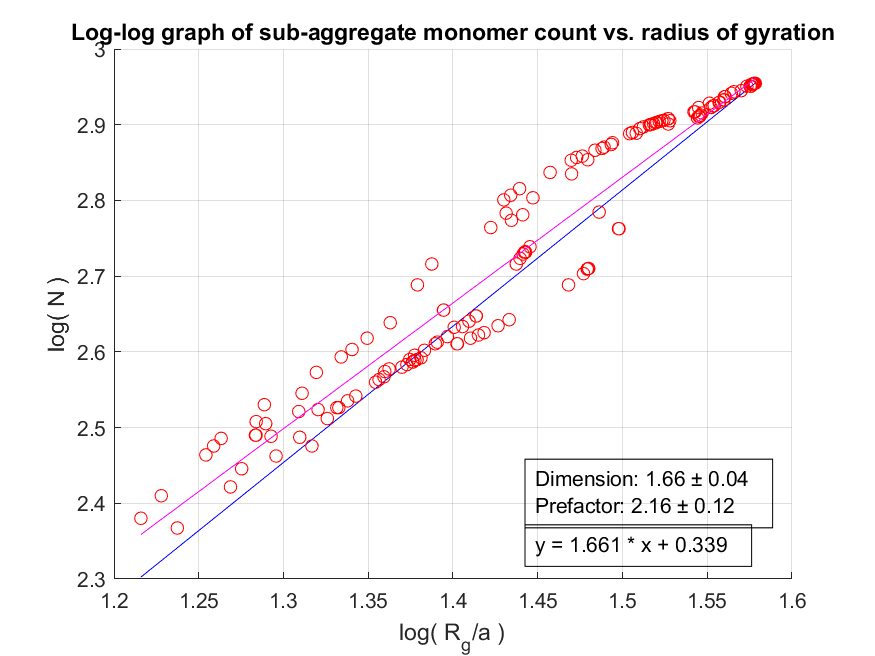 Log-log graph of sub-aggregate monomer count vs. radius of gyration
3
2.9
2.8
2.7
2.6
2.5
2.4
2.3
log( N )
Dimension: 1.66 ± 0.04
Prefactor: 2.16 ± 0.12
y = 1.661 * x + 0.339
1.2 1.25 1.3 1.35 1.4 1.45 1.5 1.55 1.6
log( Rg/a )